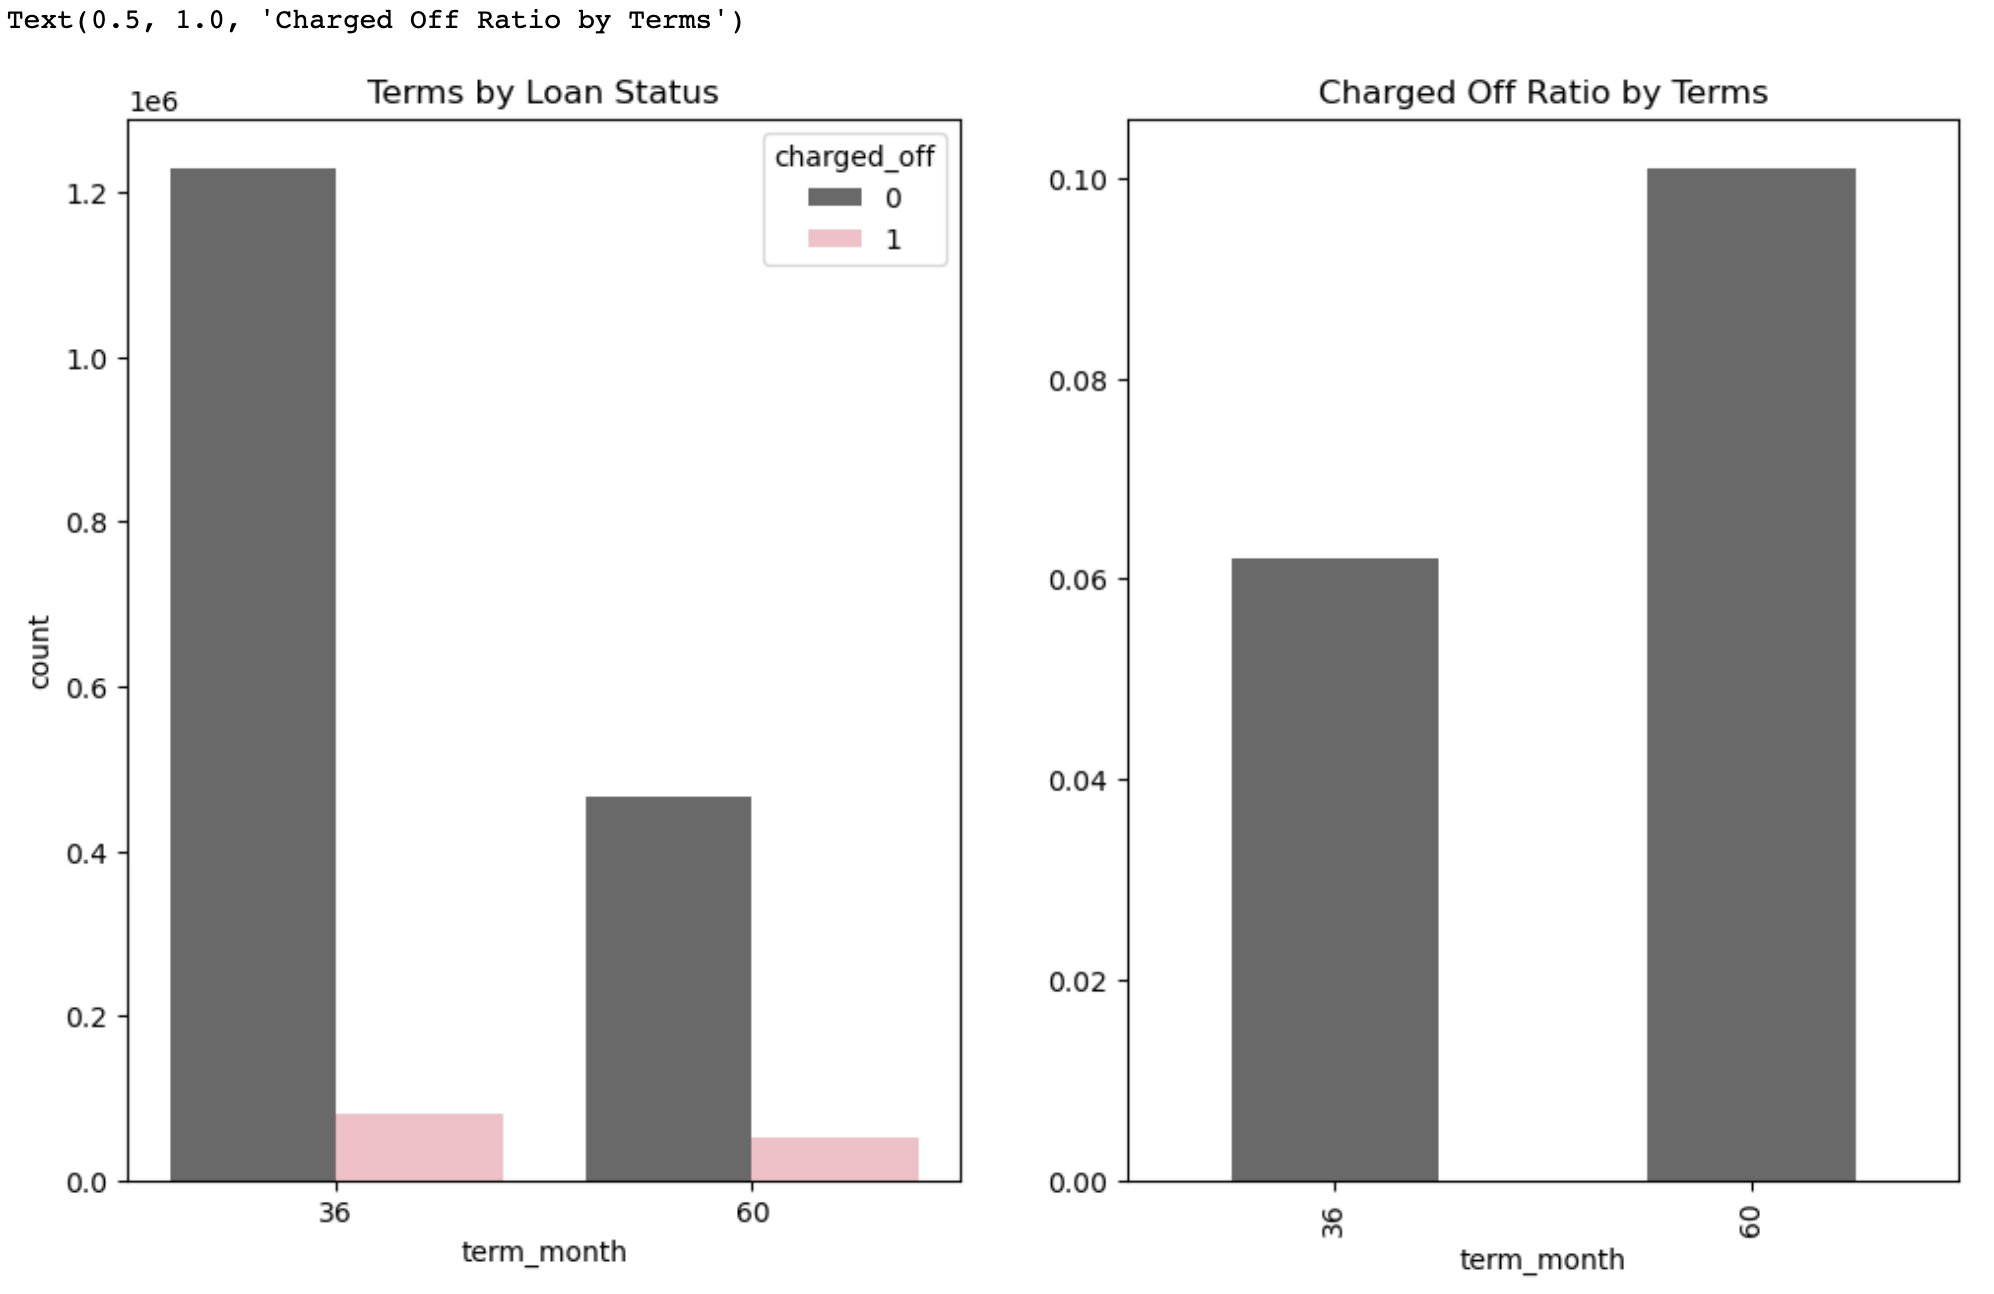 Text(0.5, 1.0, 'Charged Off Ratio by Terms')
Terms by Loan Status
1e6
charged_off
0
1
1.2
1.0
0.8
0.6
0.4
0.2
0.0
count
36
60
term_month
Charged Off Ratio by Terms
0.10
0.08
0.06
0.04
0.02
0.00
36
60
term_month